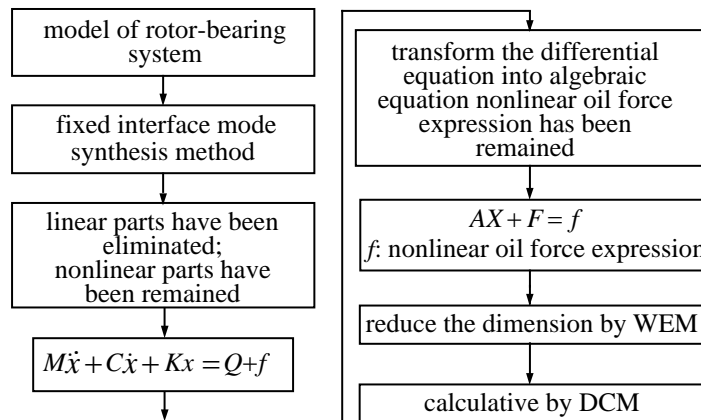 model of rotor-bearing
system
fixed interface mode
synthesis method
linear parts have been
eliminated;
nonlinear parts have
been remained
Mẍ + Cẋ + Kx = Q+f
transform the differential
equation into algebraic
equation nonlinear oil force
expression has been
remained
AX + F = f
f: nonlinear oil force expression
reduce the dimension by WEM
calculative by DCM